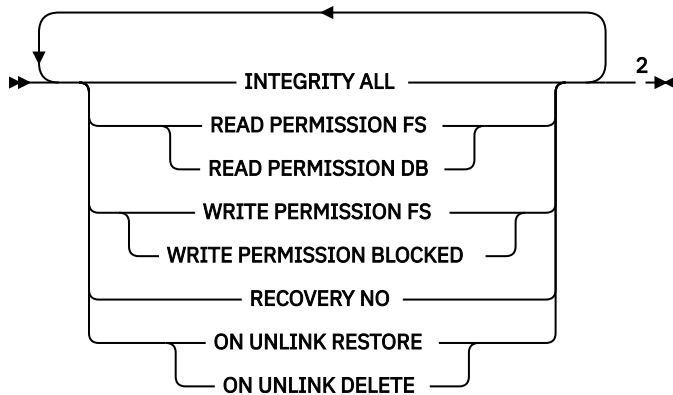 2
INTEGRITY ALL
READ PERMISSION FS
READ PERMISSION DB
WRITE PERMISSION FS
WRITE PERMISSION BLOCKED
RECOVERY NO
ON UNLINK RESTORE
ON UNLINK DELETE